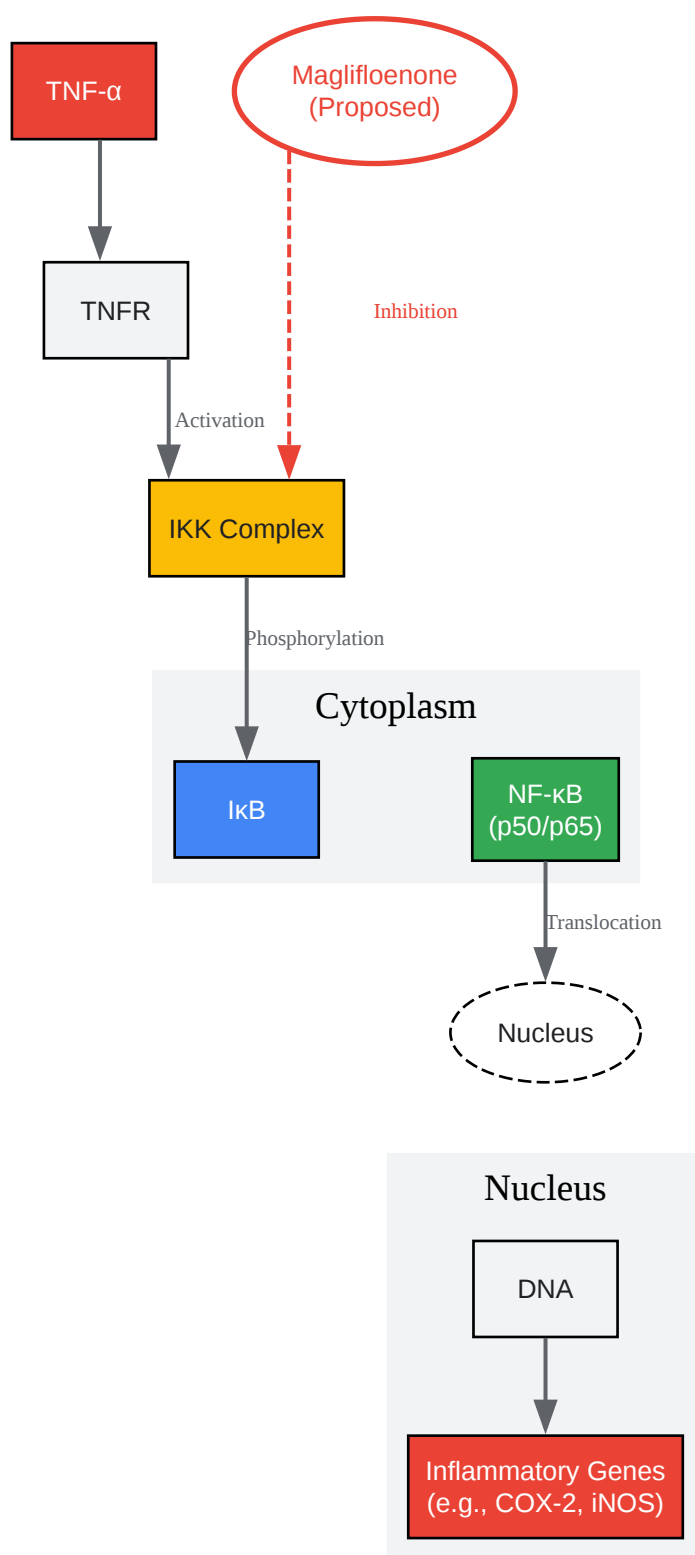 TNF-α
Maglifloenone
(Proposed)
TNFR
Inhibition
Activation
IKK Complex
Phosphorylation
Cytoplasm
IκB
NF-κB
(p50/p65)
Translocation
Nucleus
Nucleus
DNA
Inflammatory Genes
(e.g., COX-2, iNOS)